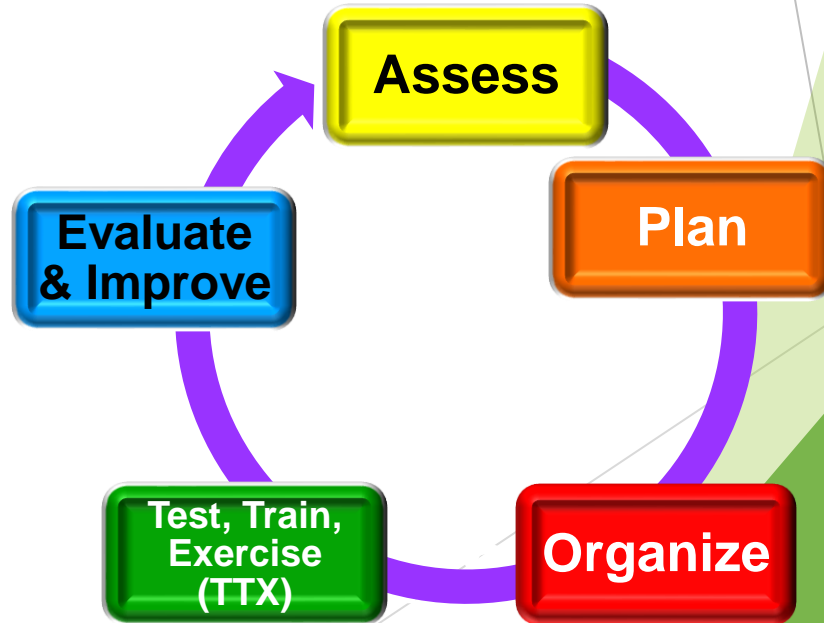 Assess
Plan
Organize
Test, Train,
Exercise
(TTX)
Evaluate
& Improve